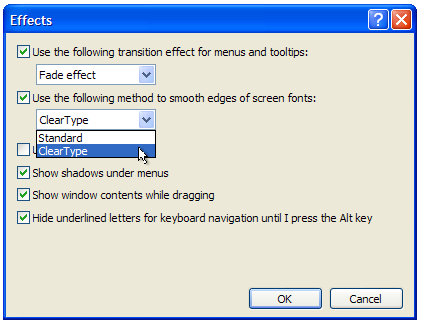 Effects
Use the following transition effect for menus and tooltips:
Fade effect
Use the following method to smooth edges of screen fonts:
ClearType
Standard
ClearType
Show shadows under menus
Show window contents while dragging
Hide underlined letters for keyboard navigation until I press the Alt key
OK
Cancel